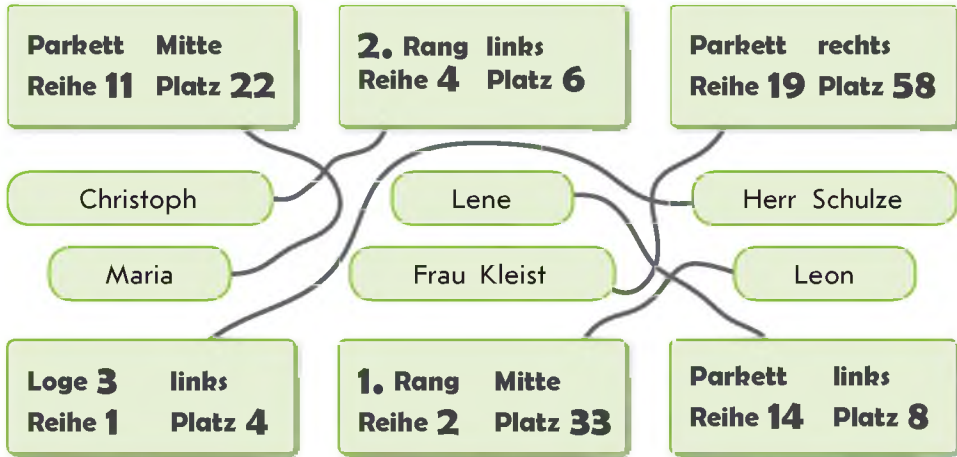 Parkett Mitte
Reihe 11 Platz 22
2. Rang links
Reihe 4 Platz 6
Parkett rechts
Reihe 19 Platz 58
Christoph
Lene
Herr Schulze
Maria
Frau Kleist
Leon
Loge 3 links
Reihe 1 Platz 4
1. Rang Mitte
Reihe 2 Platz 33
Parkett links
Reihe 14 Platz 8